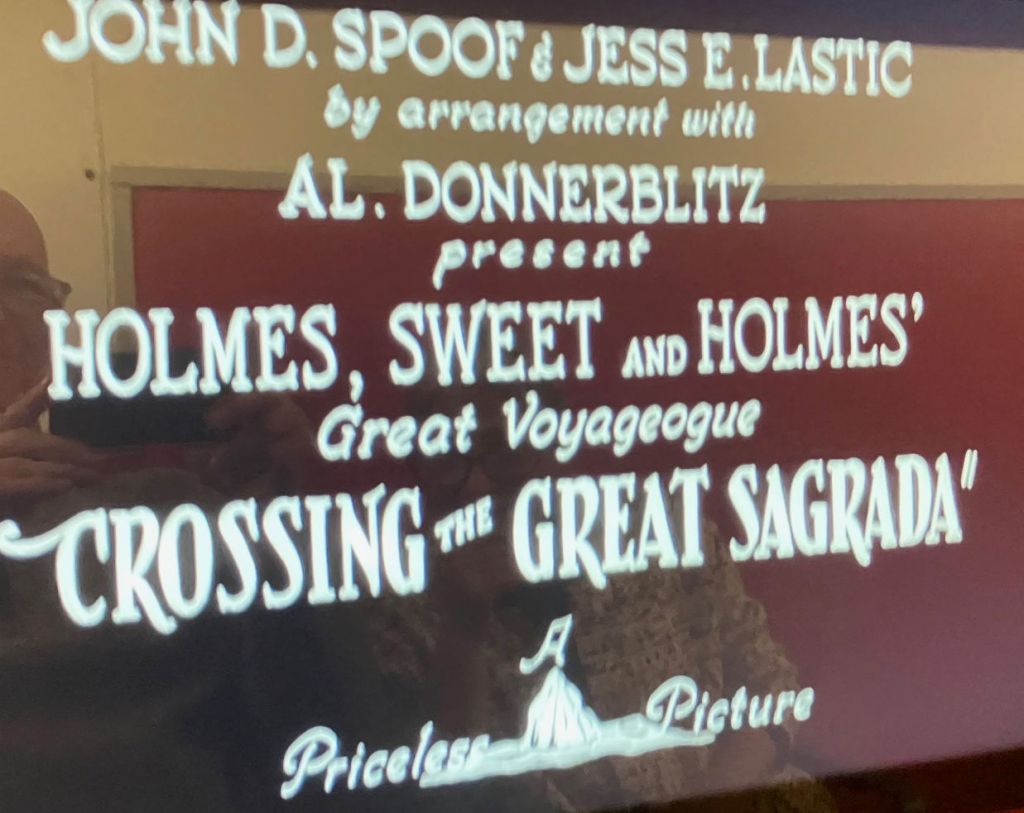 JOHN D. SPOOF & JESS E. LASTIC
by arrangement with
AL. DONNERBLITZ
present
HOLMES, SWEET AND HOLMES'
Great Voyageogue
"CROSSING THE GREAT SAGRADA"
A
Priceless Picture